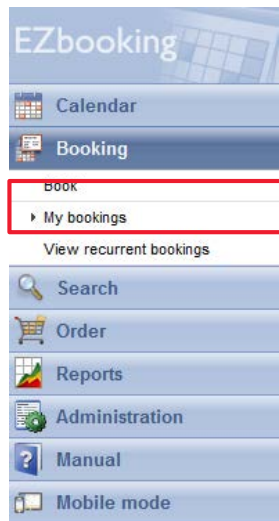 EZbooking
Calendar
Booking
Book
My bookings
View recurrent bookings
Search
Order
Reports
Administration
Manual
Mobile mode